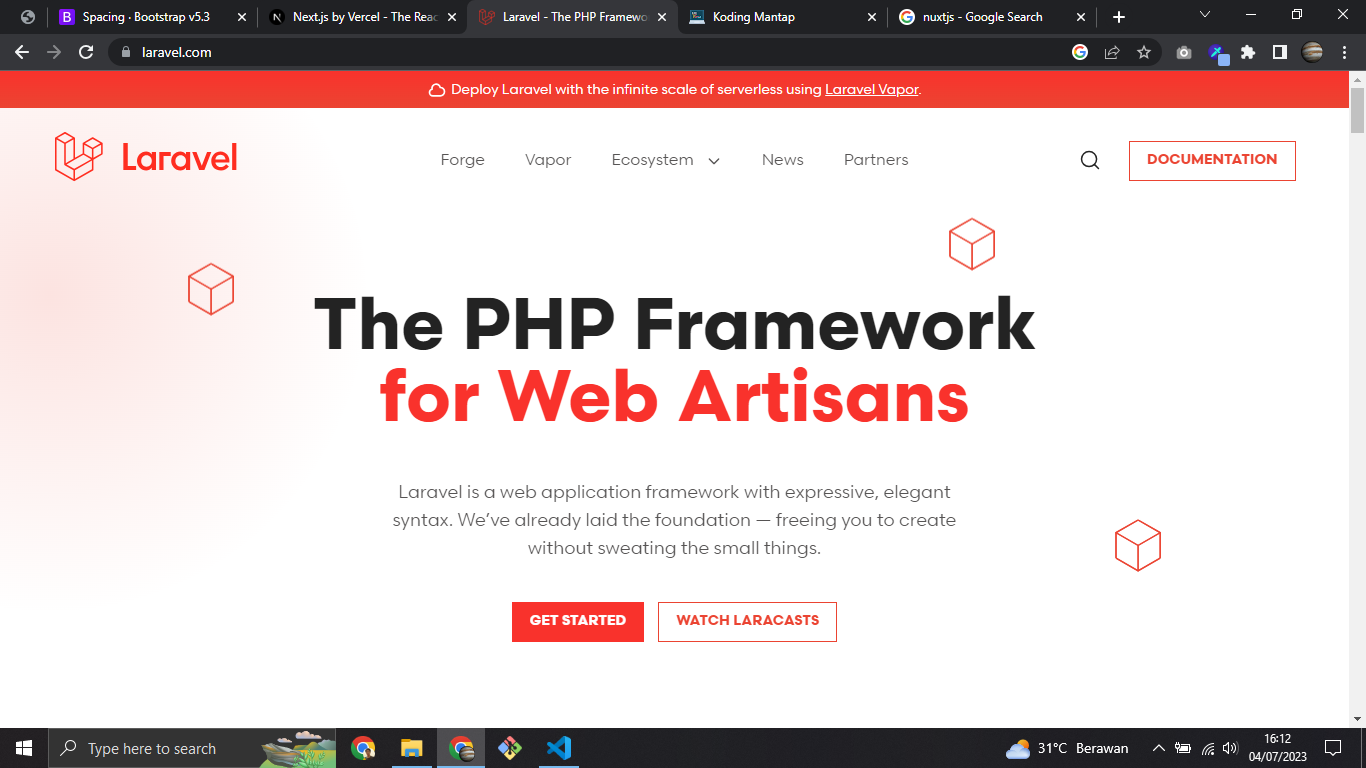 Spacing · Bootstrap v5.3
Next.js by Vercel - The Reac
Laravel - The PHP Framewo
Koding Mantap
nuxtjs - Google Search
laravel.com
Deploy Laravel with the infinite scale of serverless using Laravel Vapor.
Laravel
Forge
Vapor
Ecosystem
News
Partners
DOCUMENTATION
The PHP Framework
for Web Artisans
Laravel is a web application framework with expressive, elegant
syntax. We’ve already laid the foundation — freeing you to create
without sweating the small things.
GET STARTED
WATCH LARACASTS
Type here to search
31°C Berawan
16:12
04/07/2023